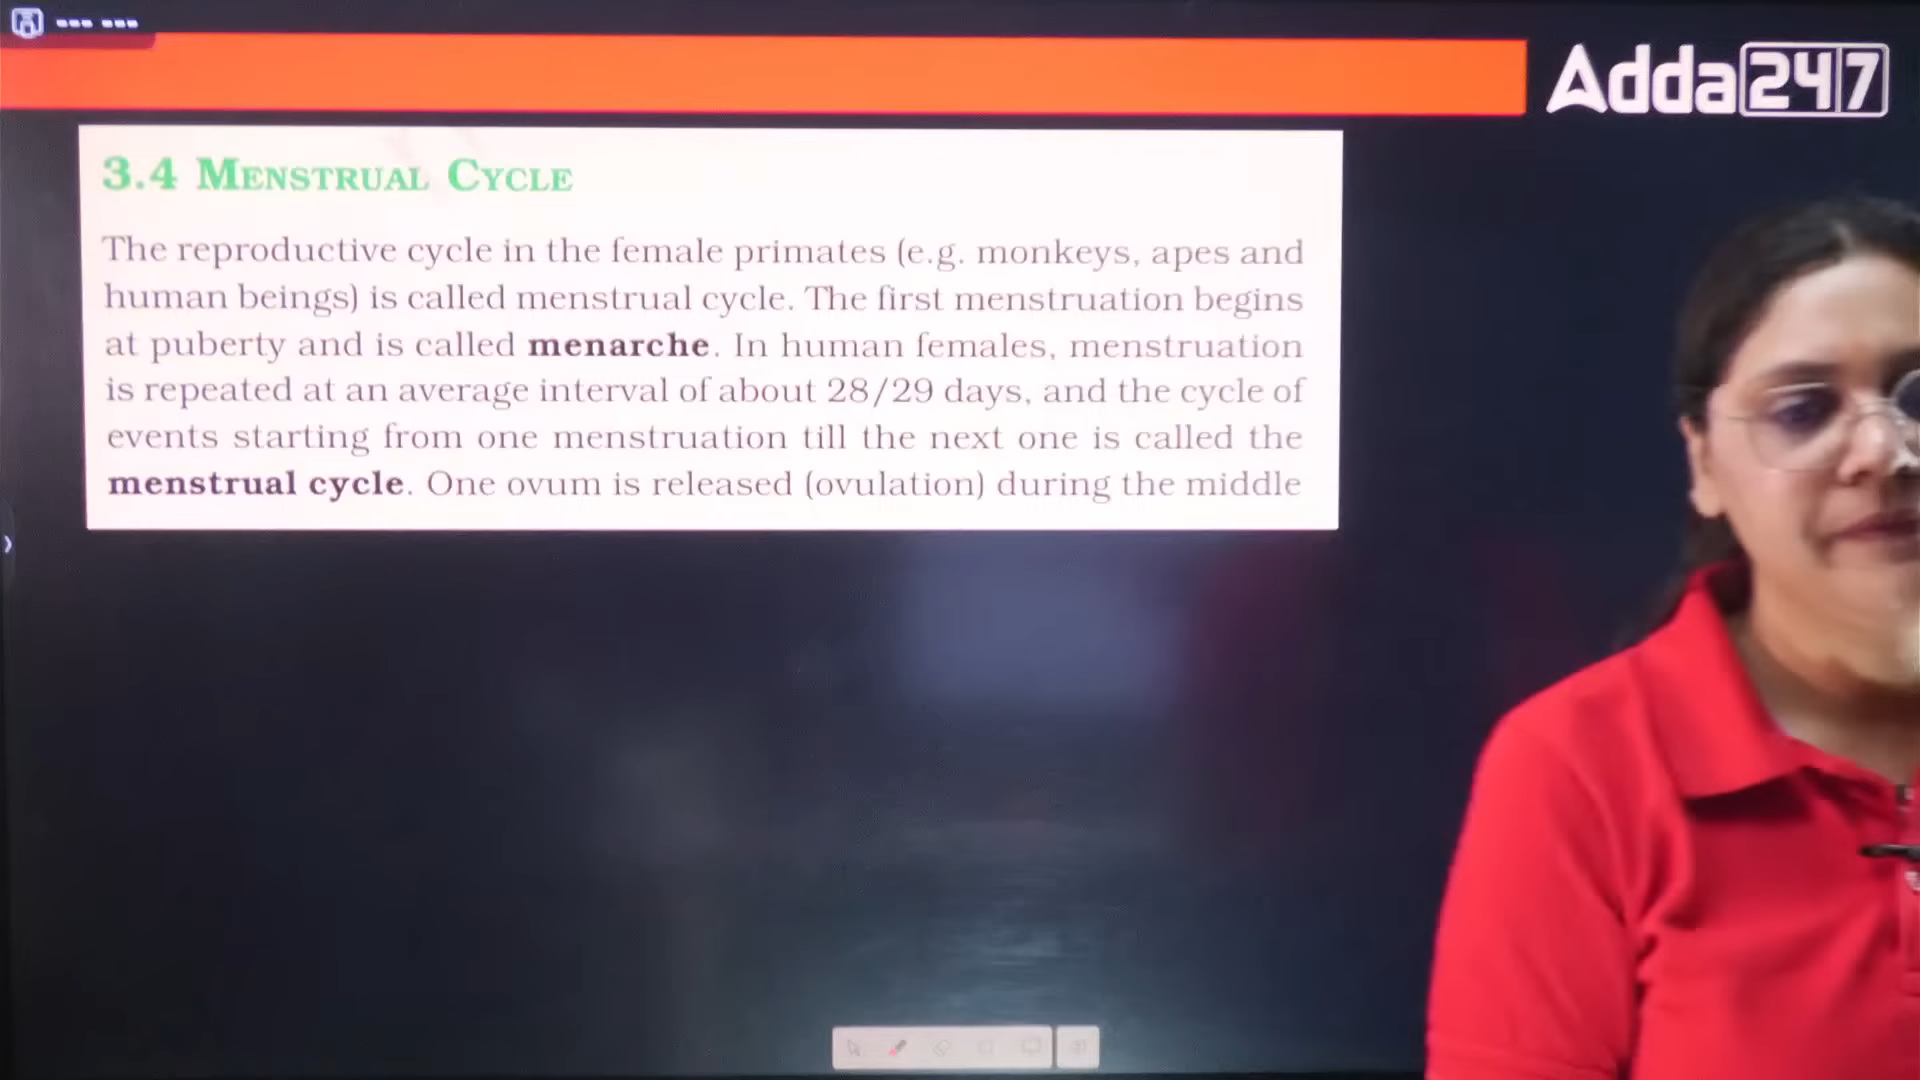 Adda247
3.4 MENSTRUAL CYCLE
The reproductive cycle in the female primates (e.g. monkeys, apes and
human beings) is called menstrual cycle. The first menstruation begins
at puberty and is called menarche. In human females, menstruation
is repeated at an average interval of about 28/29 days, and the cycle of
events starting from one menstruation till the next one is called the
menstrual cycle. One ovum is released (ovulation) during the middle